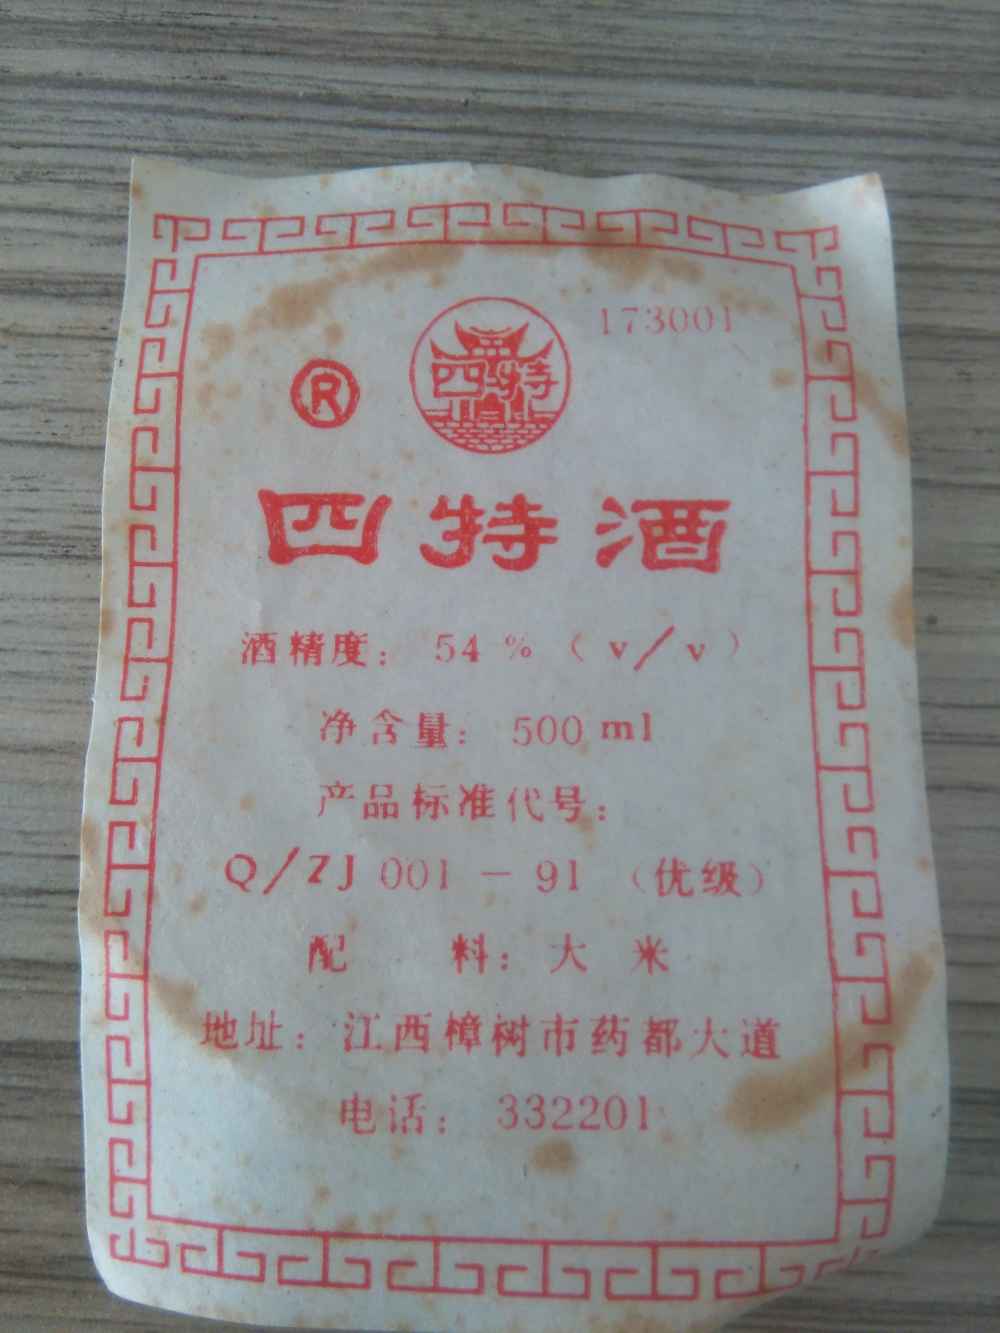 173001
®
四特
四特酒
酒精度：54%（v/v）
净含量：500ml
产品标准代号：
Q/ZJ 001－91（优级）
配 料：大 米
地址：江西樟树市药都大道
电话：332201